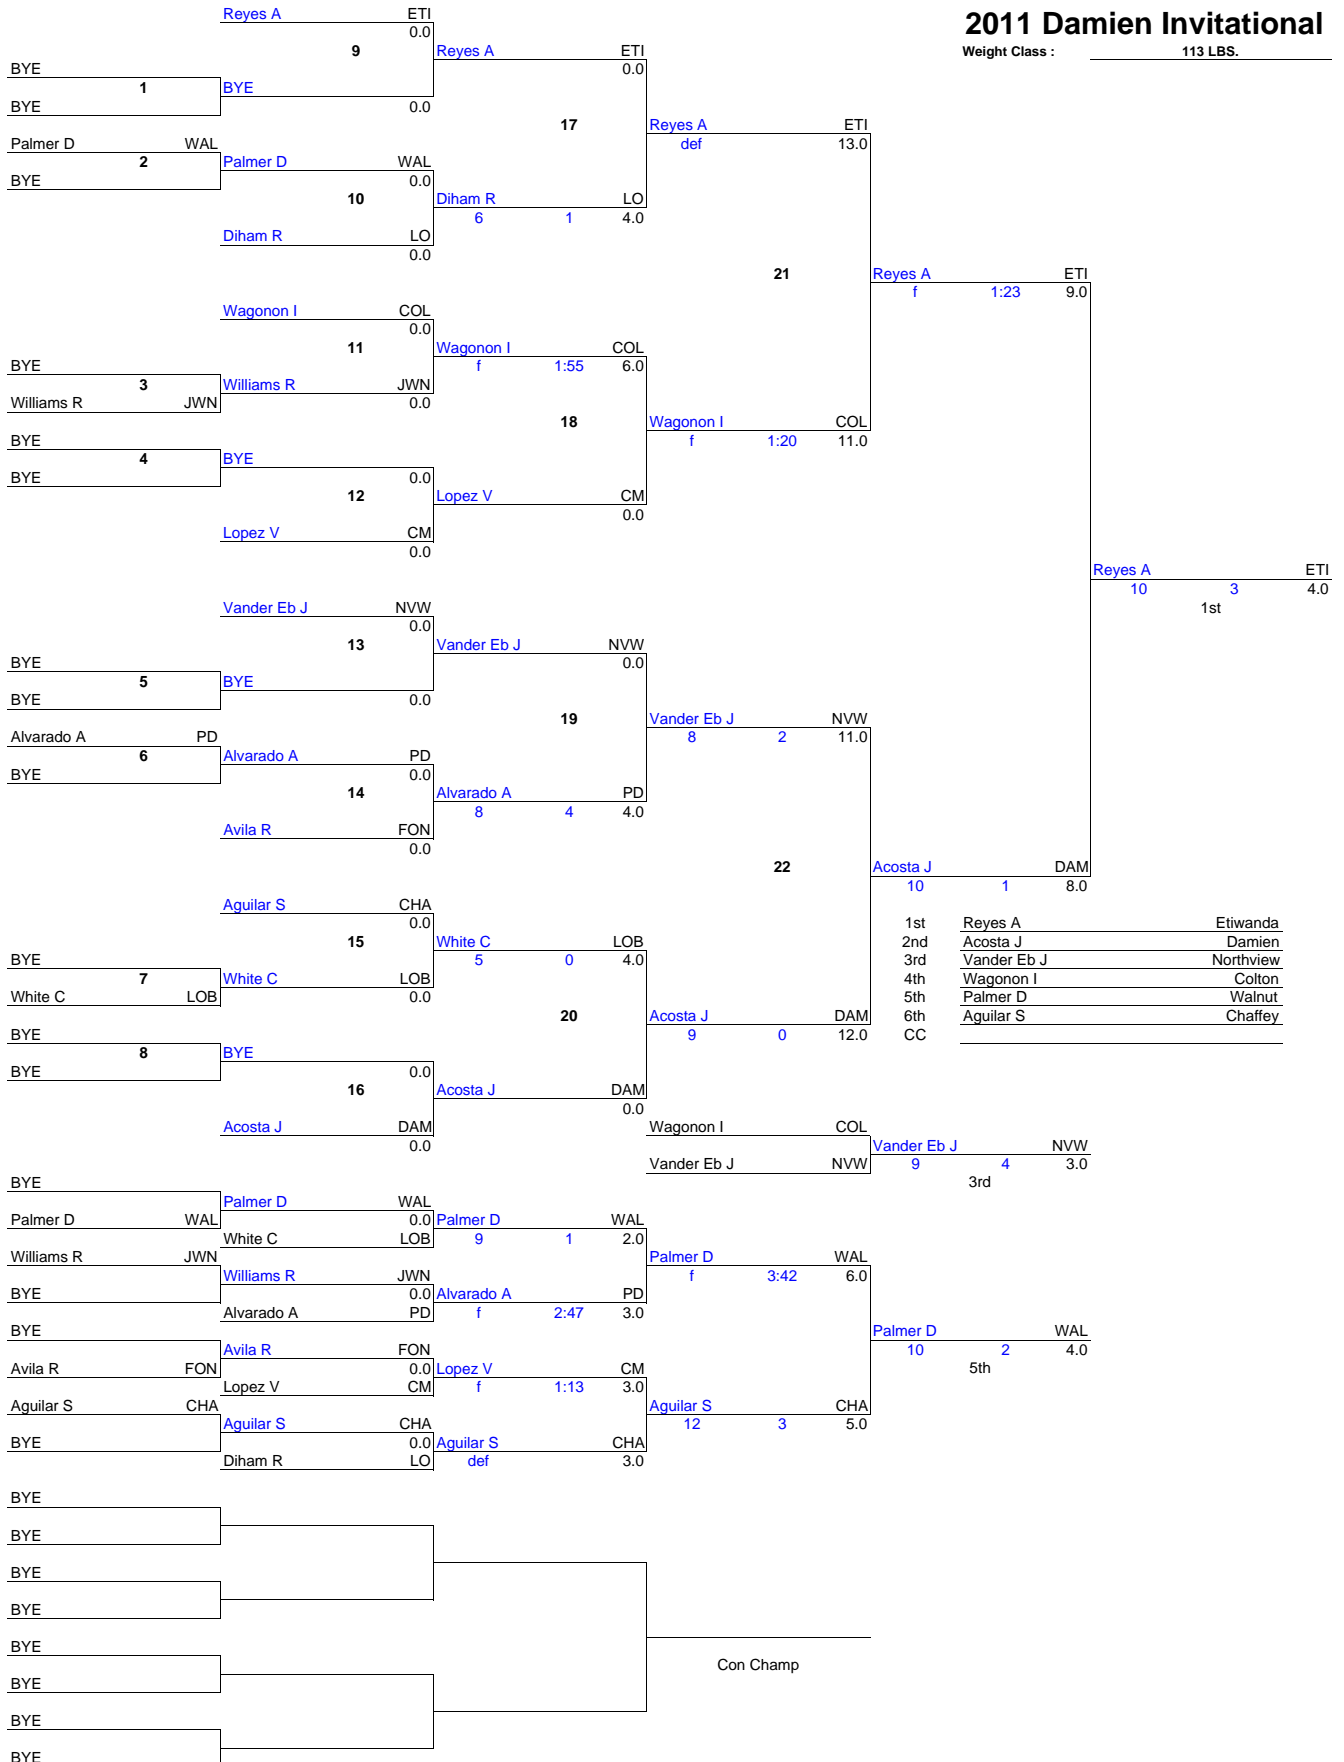 2011 Damien Invitational
Weight Class : 113 LBS.
Reyes A ETI
0.0
9
Reyes A ETI
0.0
BYE
1
BYE
BYE
0.0
17
Reyes A ETI
def 13.0
Palmer D WAL
2
Palmer D WAL
0.0
BYE
10
Diham R LO
6 1 4.0
Diham R LO
0.0
21
Reyes A ETI
f 1:23 9.0
Wagonon I COL
0.0
11
Wagonon I COL
f 1:55 6.0
BYE
3
Williams R JWN
0.0
Williams R JWN
18
Wagonon I COL
f 1:20 11.0
BYE
4
BYE
0.0
BYE
12
Lopez V CM
0.0
Lopez V CM
0.0
Reyes A ETI
10 3 4.0
1st
Vander Eb J NVW
0.0
13
Vander Eb J NVW
0.0
BYE
5
BYE
0.0
BYE
19
Vander Eb J NVW
8 2 11.0
Alvarado A PD
6
Alvarado A PD
0.0
BYE
14
Alvarado A PD
8 4 4.0
Avila R FON
0.0
22
Acosta J DAM
10 1 8.0
Aguilar S CHA
0.0
15
White C LOB
5 0 4.0
BYE
7
White C LOB
0.0
White C LOB
20
Acosta J DAM
9 0 12.0
BYE
8
BYE
0.0
BYE
16
Acosta J DAM
0.0
Acosta J DAM
0.0
1st Reyes A Etiwanda
2nd Acosta J Damien
3rd Vander Eb J Northview
4th Wagonon I Colton
5th Palmer D Walnut
6th Aguilar S Chaffey
CC
Wagonon I COL
Vander Eb J NVW
9 4 3.0
Vander Eb J NVW
3rd
BYE
Palmer D WAL
0.0
Palmer D WAL
Palmer D WAL
9 1 2.0
White C LOB
Williams R JWN
Palmer D WAL
f 3:42 6.0
Williams R JWN
0.0
BYE
Alvarado A PD
f 2:47 3.0
Alvarado A PD
BYE
Palmer D WAL
10 2 4.0
5th
Avila R FON
0.0
Avila R FON
Lopez V CM
f 1:13 3.0
Lopez V CM
Aguilar S CHA
Aguilar S CHA
12 3 5.0
Aguilar S CHA
0.0
BYE
Aguilar S CHA
def 3.0
Diham R LO
BYE
BYE
BYE
BYE
BYE
Con Champ
BYE
BYE
BYE